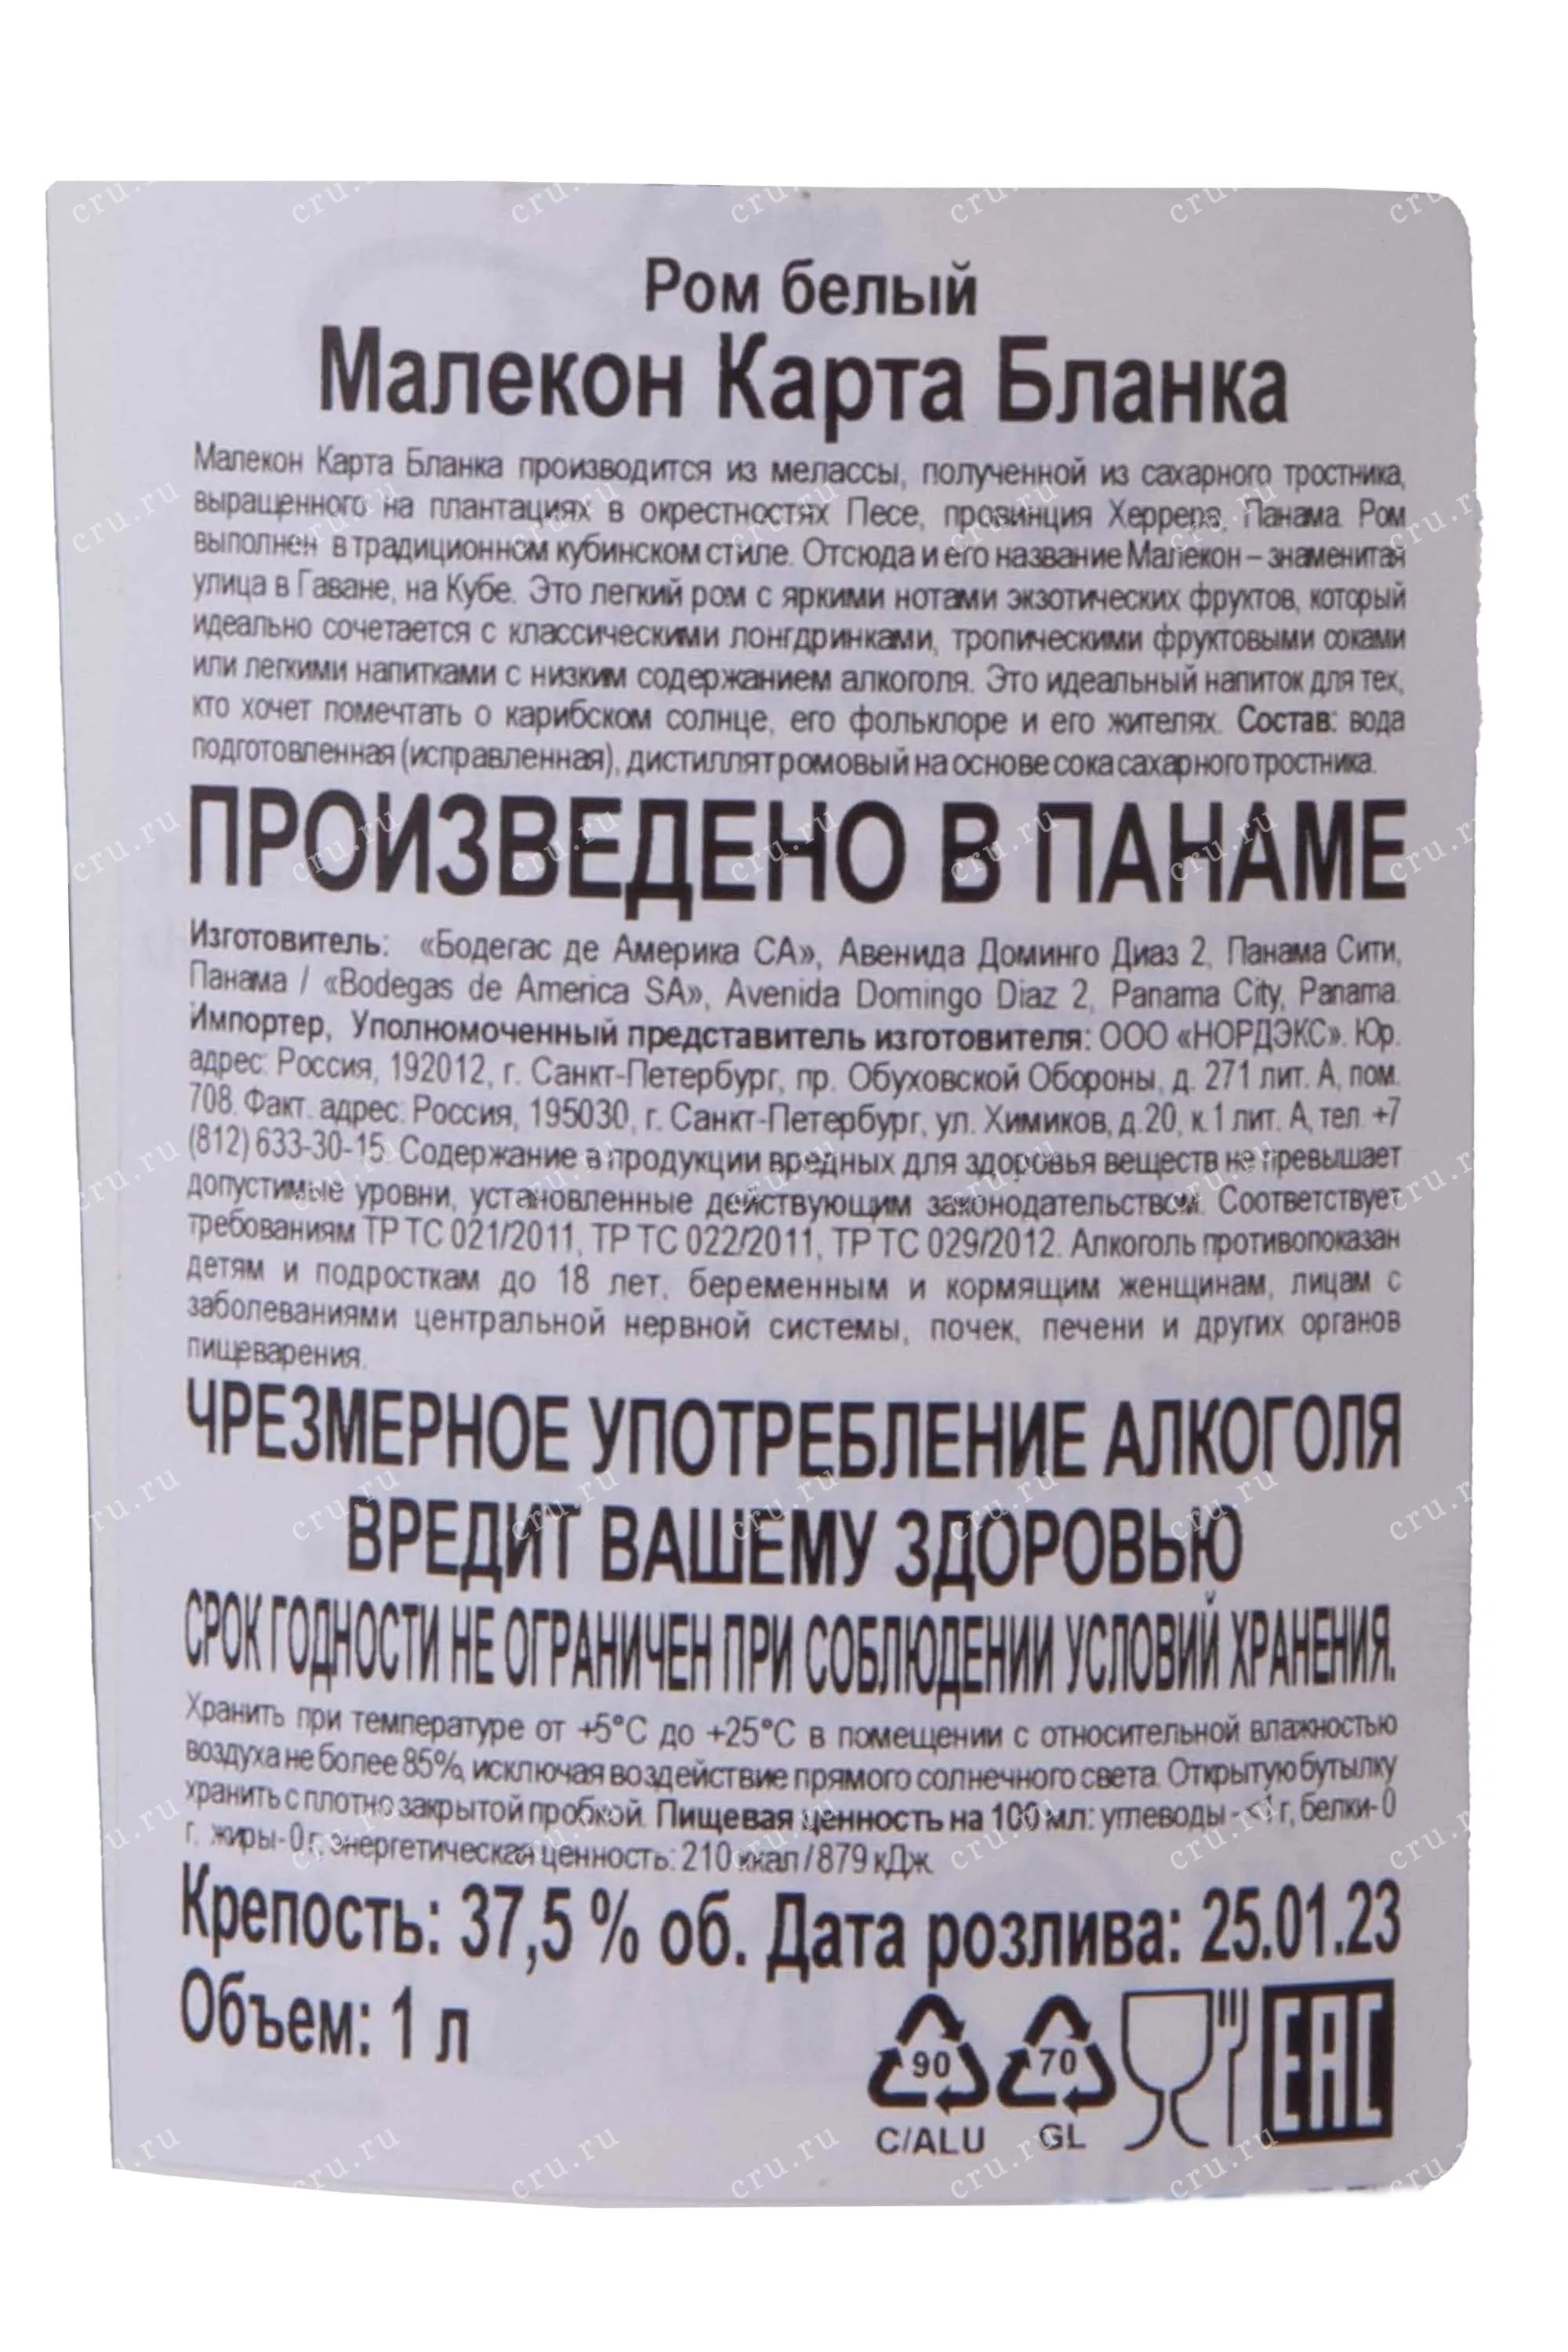 Ром белый
Малекон Карта Бланка
Малекон Карта Бланка производится из мелассы, полученной из сахарного тростника,
выращенного на плантациях в окрестностях Песе, провинция Херрера, Панама. Ром
выполнен в традиционном кубинском стиле. Отсюда и его название Малекон – знаменитая
улица в Гаване, на Кубе. Это легкий ром с яркими нотами экзотических фруктов, который
идеально сочетается с классическими лонгдринками, тропическими фруктовыми соками
или легкими напитками с низким содержанием алкоголя. Это идеальный напиток для тех,
кто хочет помечтать о карибском солнце, его фольклоре и его жителях. Состав: вода
подготовленная (исправленная), дистиллят ромовый на основе сока сахарного тростника.
ПРОИЗВЕДЕНО В ПАНАМЕ
Изготовитель: «Бодегас де Америка СА», Авенида Доминго Диаз 2, Панама Сити,
Панама / «Bodegas de America SA», Avenida Domingo Diaz 2, Panama City, Panama.
Импортер, Уполномоченный представитель изготовителя: ООО «НОРДЭКС». Юр.
адрес: Россия, 192012, г. Санкт-Петербург, пр. Обуховской Обороны, д. 271 лит. А, пом.
708. Факт. адрес: Россия, 195030, г. Санкт-Петербург, ул. Химиков, д.20, к.1 лит. А, тел. +7
(812) 633-30-15. Содержание в продукции вредных для здоровья веществ не превышает
допустимые уровни, установленные действующим законодательством. Соответствует
требованиям ТР ТС 021/2011, ТР ТС 022/2011, ТР ТС 029/2012. Алкоголь противопоказан
детям и подросткам до 18 лет, беременным и кормящим женщинам, лицам с
заболеваниями центральной нервной системы, почек, печени и других органов
пищеварения.
ЧРЕЗМЕРНОЕ УПОТРЕБЛЕНИЕ АЛКОГОЛЯ
ВРЕДИТ ВАШЕМУ ЗДОРОВЬЮ
СРОК ГОДНОСТИ НЕ ОГРАНИЧЕН ПРИ СОБЛЮДЕНИИ УСЛОВИЙ ХРАНЕНИЯ.
Хранить при температуре от +5°С до +25°С в помещении с относительной влажностью
воздуха не более 85%, исключая воздействие прямого солнечного света. Открытую бутылку
хранить с плотно закрытой пробкой. Пищевая ценность на 100 мл: углеводы - г, белки-0
г, жиры-0 г, энергетическая ценность: 210 ккал / 879 кДж.
Крепость: 37,5 % об. Дата розлива: 25.01.23
Объем: 1 л
90 70 EAC
C/ALU GL
cru.ru